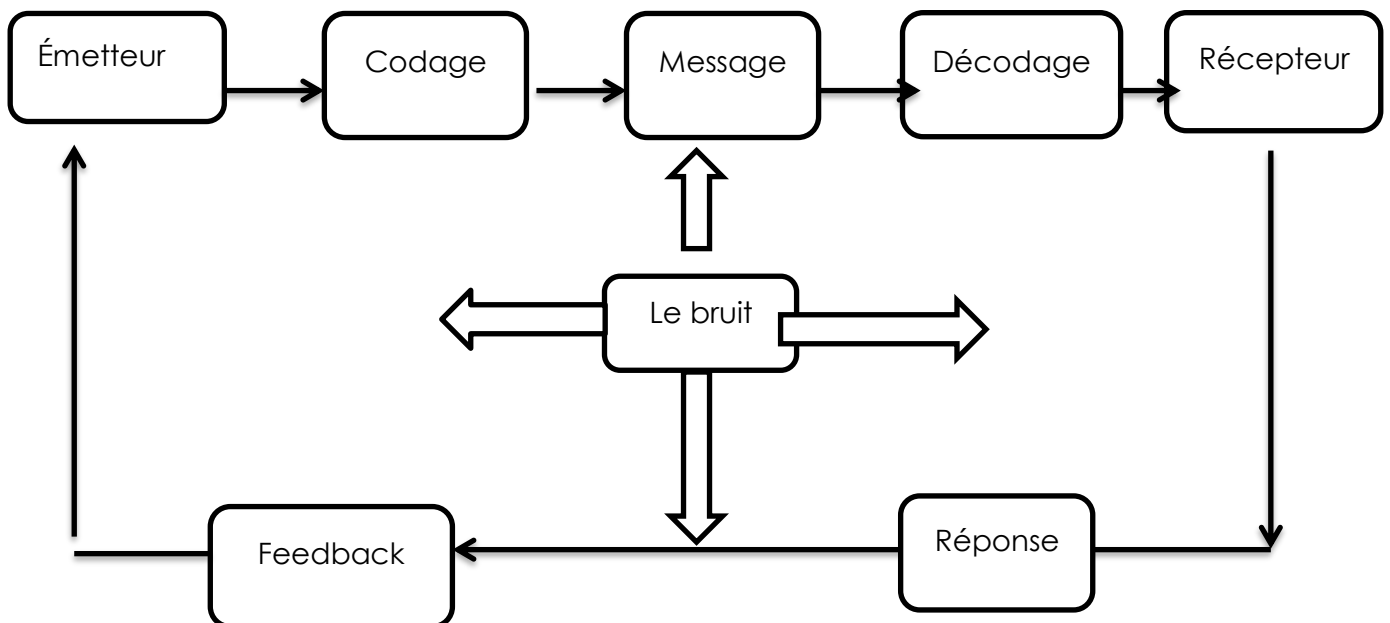 Émetteur
Codage
Message
Décodage
Récepteur
Le bruit
Feedback
Réponse